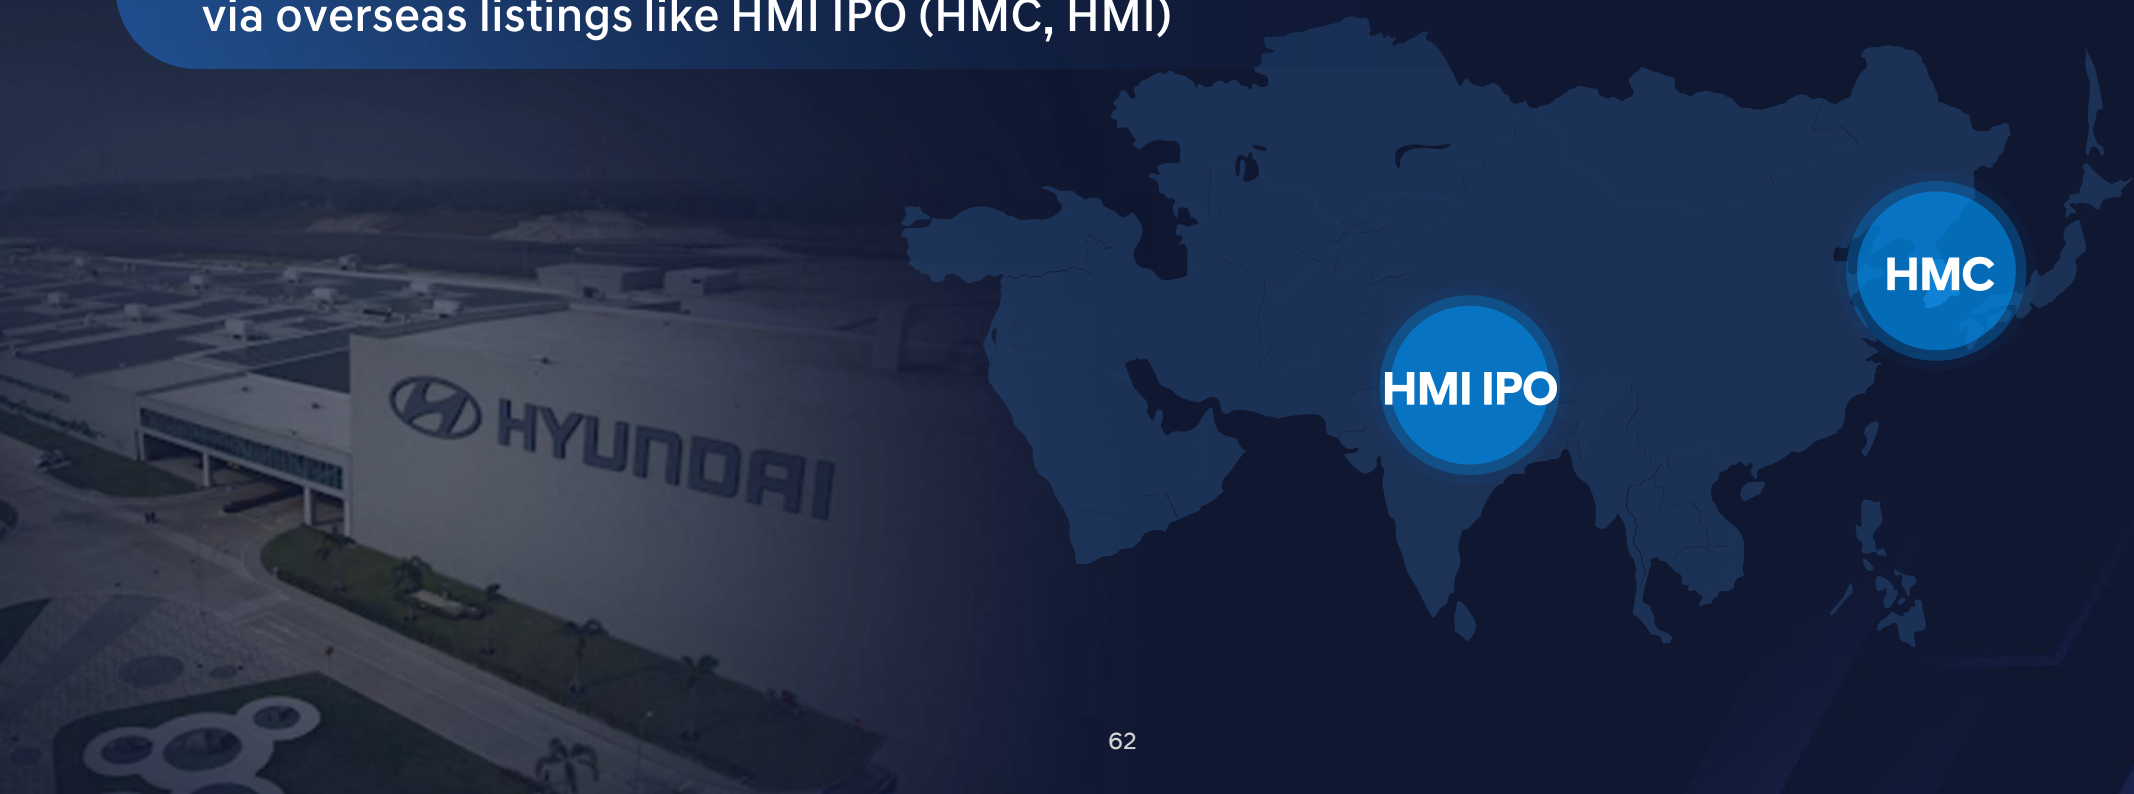 via overseas listings like HMI IPO (HMC, HMI)
HMC
HMI IPO
HYUNDAI
62